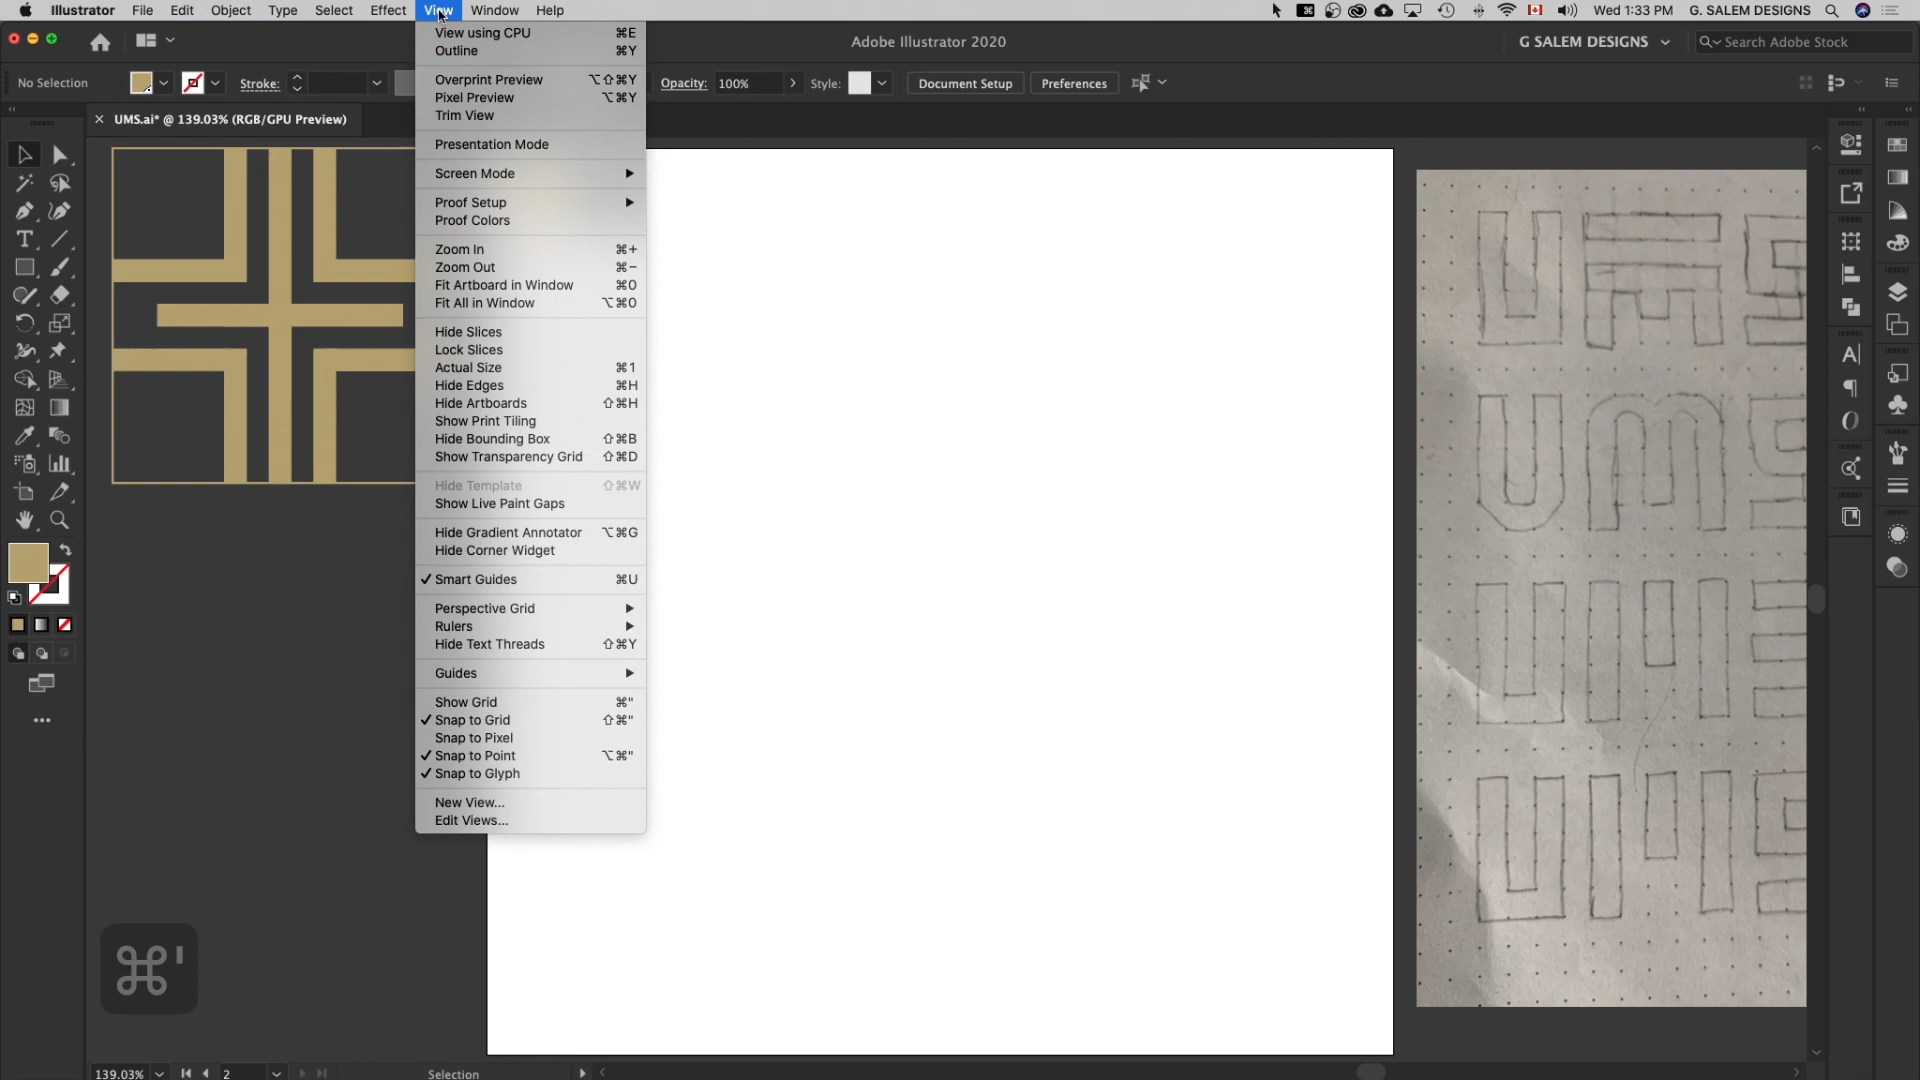 Illustrator File Edit Object Type Select Effect View Window Help
Wed 1:33 PM G. SALEM DESIGNS
Adobe Illustrator 2020
G SALEM DESIGNS
Search Adobe Stock
No Selection
Stroke:
Opacity: 100%
Style:
Document Setup
Preferences
× UMS.ai* @ 139.03% (RGB/GPU Preview)
View using CPU ⌘E
Outline ⌘Y
Overprint Preview ⌥⇧⌘Y
Pixel Preview ⌥⌘Y
Trim View
Presentation Mode
Screen Mode
Proof Setup
Proof Colors
Zoom In ⌘+
Zoom Out ⌘−
Fit Artboard in Window ⌘0
Fit All in Window ⌥⌘0
Hide Slices
Lock Slices
Actual Size ⌘1
Hide Edges ⌘H
Hide Artboards ⇧⌘H
Show Print Tiling
Hide Bounding Box ⇧⌘B
Show Transparency Grid ⇧⌘D
Hide Template ⇧⌘W
Show Live Paint Gaps
Hide Gradient Annotator ⌥⌘G
Hide Corner Widget
✓ Smart Guides ⌘U
Perspective Grid
Rulers
Hide Text Threads ⇧⌘Y
Guides
Show Grid ⌘"
✓ Snap to Grid ⇧⌘"
Snap to Pixel
✓ Snap to Point ⌥⌘"
✓ Snap to Glyph
New View...
Edit Views...
UMS
UMS
⌘'
139.03%
2
Selection